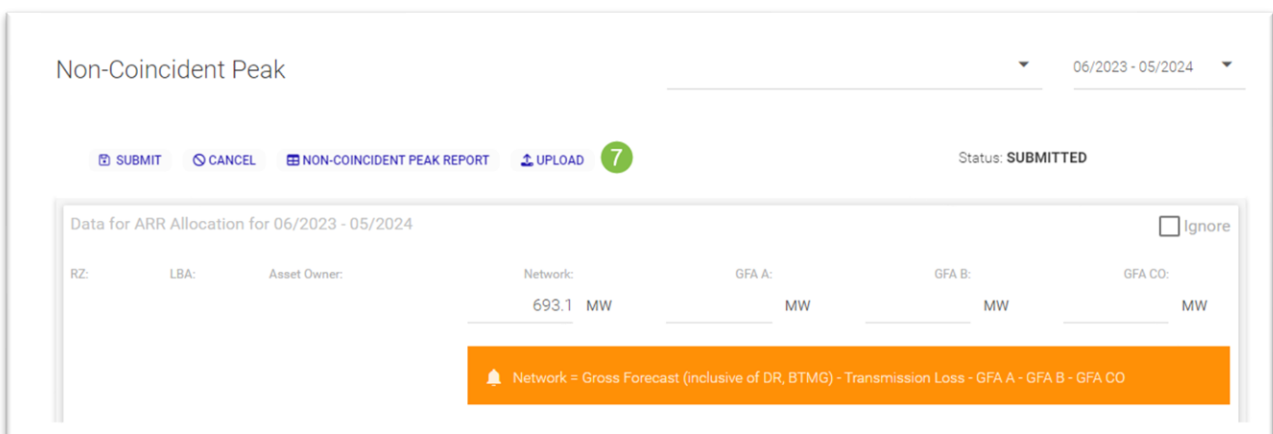 Non-Coincident Peak 06/2023 - 05/2024
SUBMIT CANCEL NON-COINCIDENT PEAK REPORT UPLOAD 7 Status: SUBMITTED
Data for ARR Allocation for 06/2023 - 05/2024 Ignore
RZ: LBA: Asset Owner: Network: GFA A: GFA B: GFA CO:
693.1 MW MW MW MW
Network = Gross Forecast (inclusive of DR, BTMG) - Transmission Loss - GFA A - GFA B - GFA CO